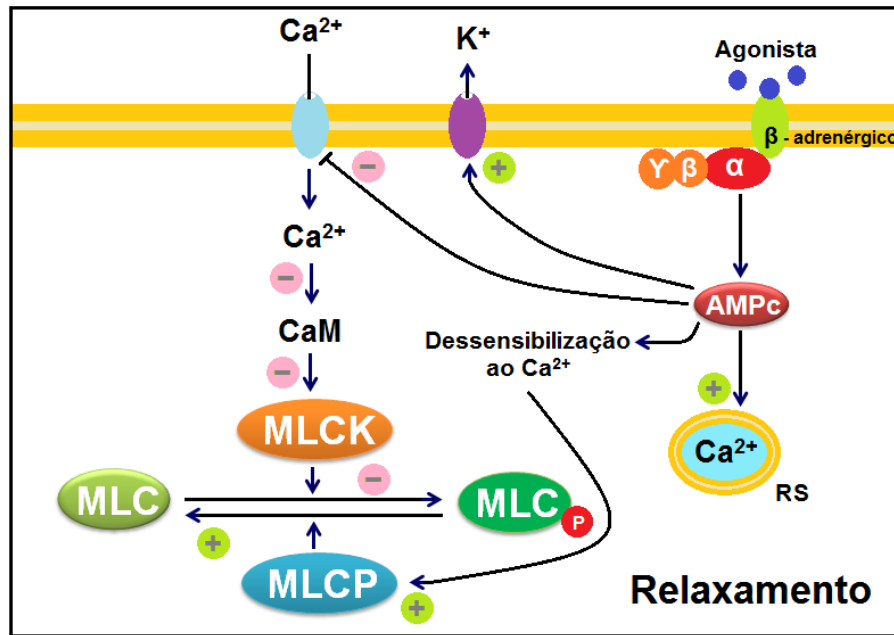 Ca²⁺
K⁺
Agonista
β - adrenérgico
ϒ β α
−
+
Ca²⁺
−
AMPc
CaM
Dessensibilização
ao Ca²⁺
−
+
MLCK
Ca²⁺
RS
MLC
−
MLC
P
+
MLCP
+
Relaxamento